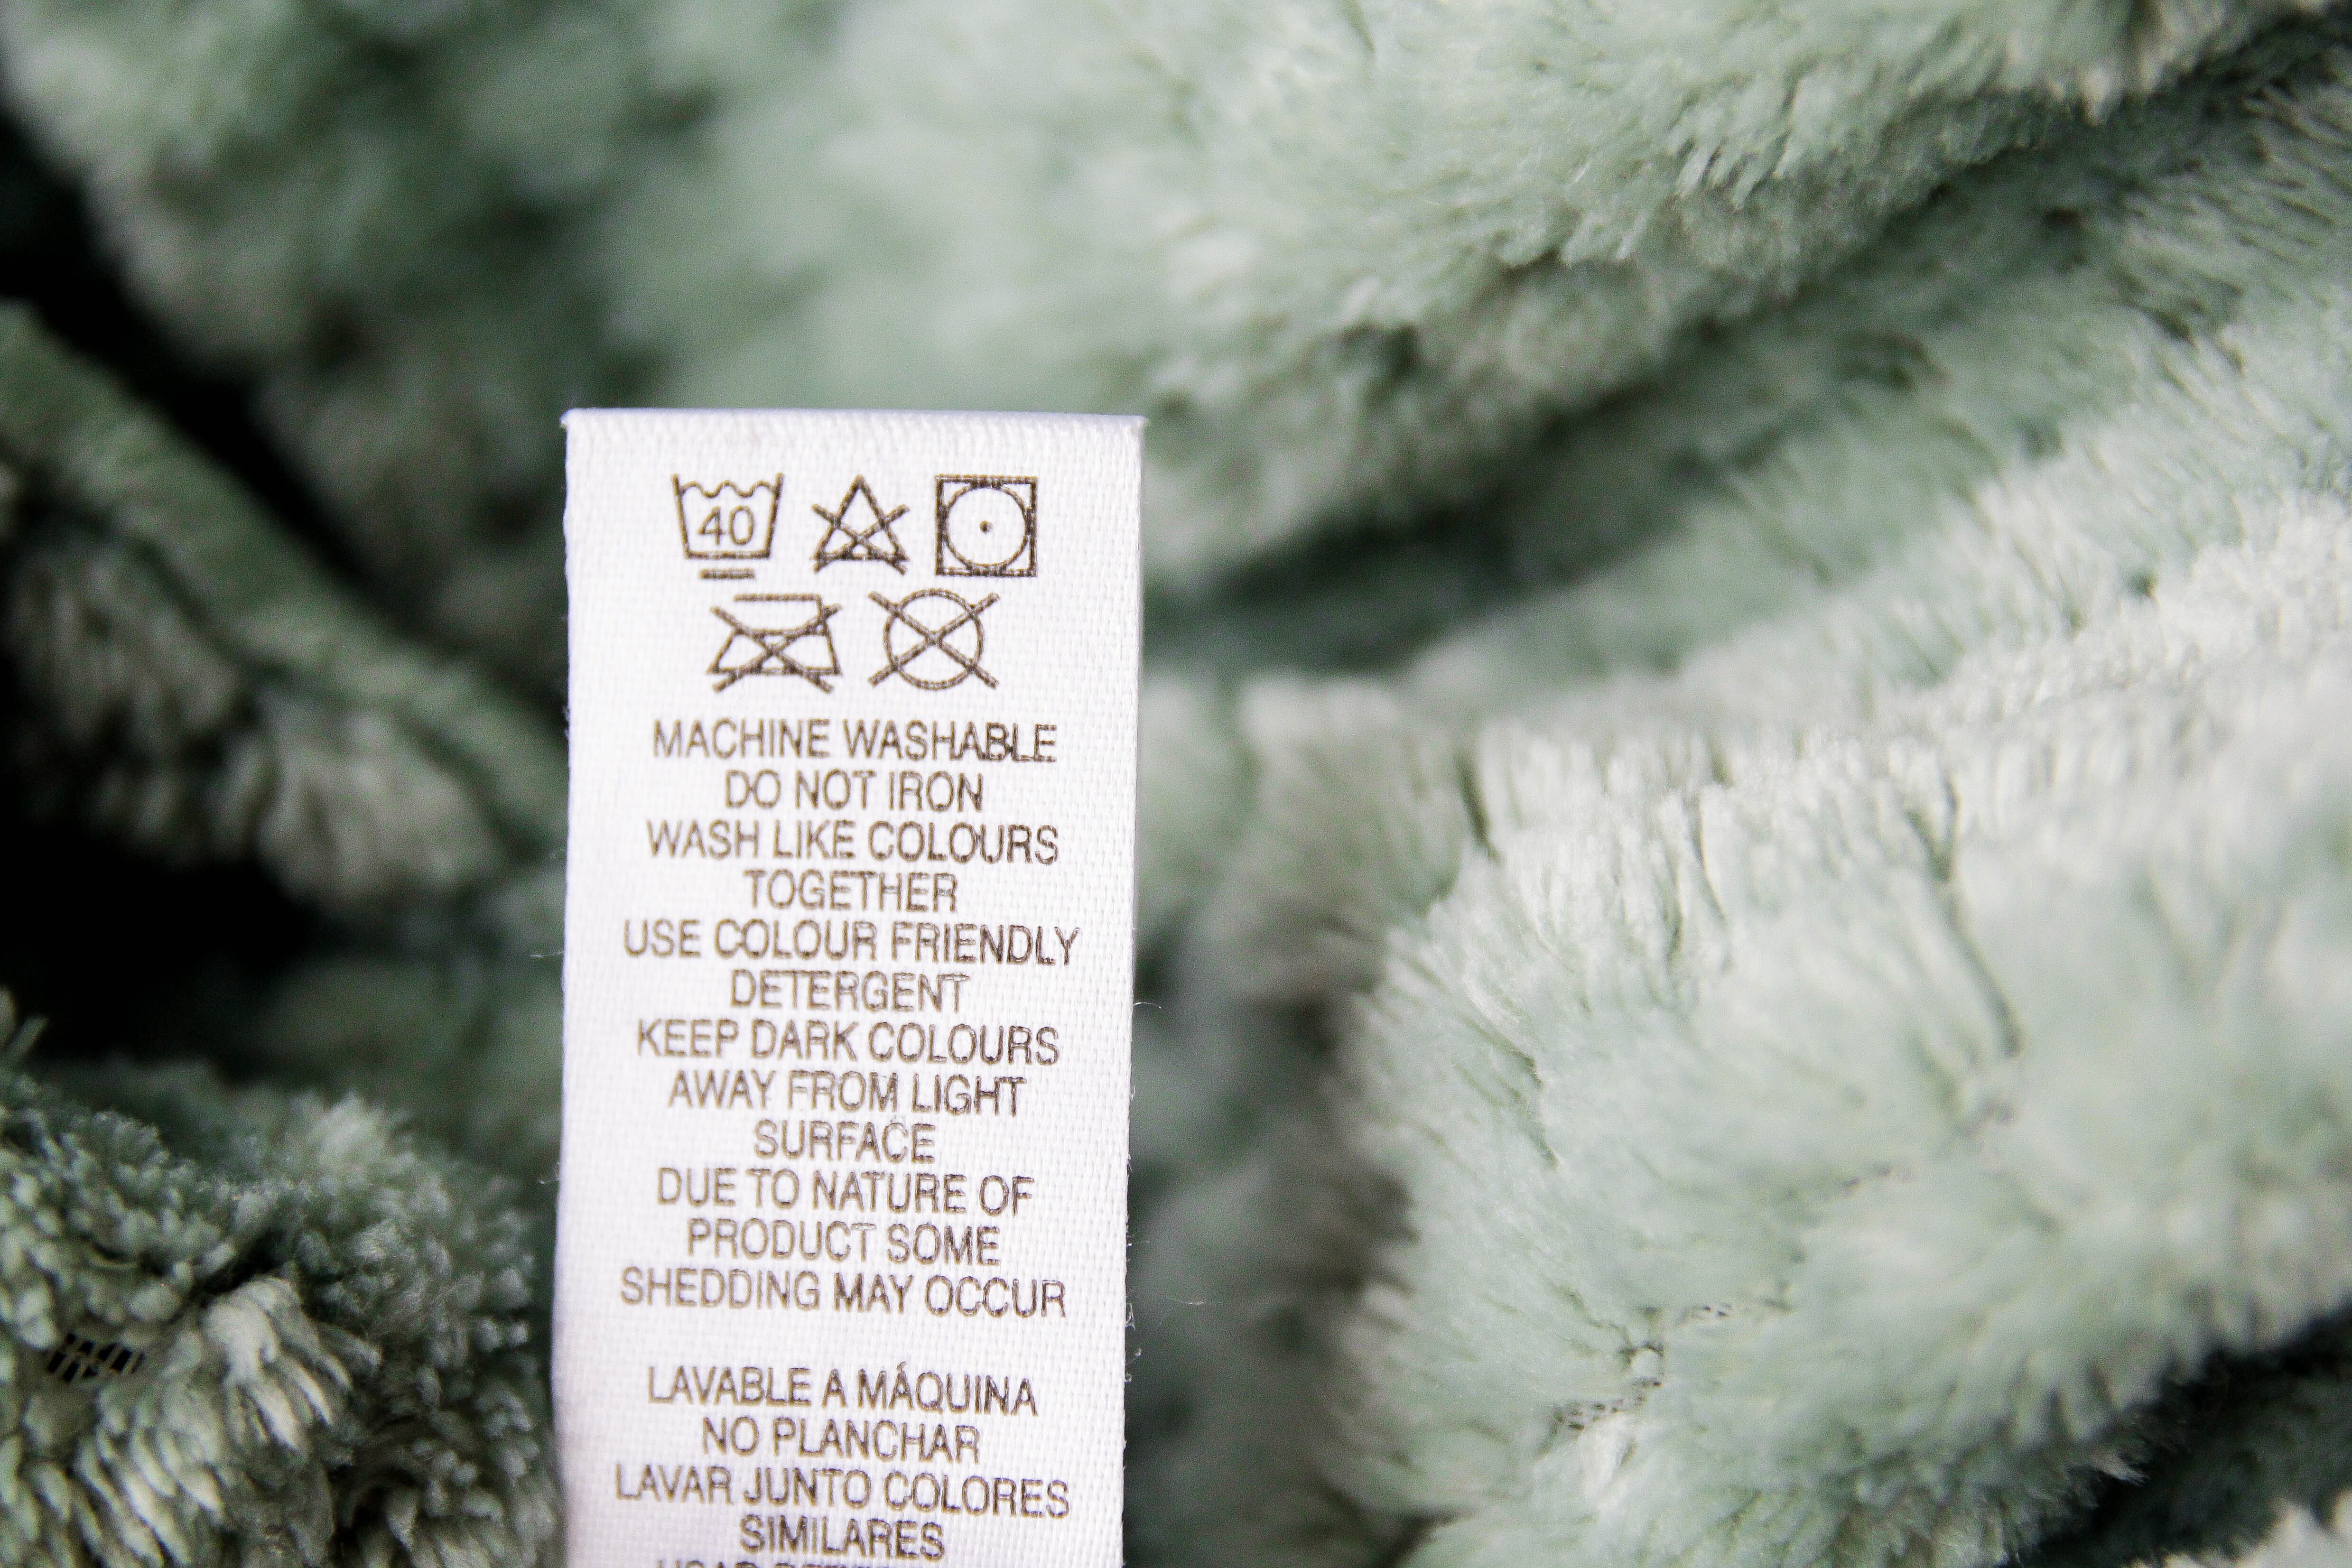 40
MACHINE WASHABLE
DO NOT IRON
WASH LIKE COLOURS
TOGETHER
USE COLOUR FRIENDLY
DETERGENT
KEEP DARK COLOURS
AWAY FROM LIGHT
SURFACE
DUE TO NATURE OF
PRODUCT SOME
SHEDDING MAY OCCUR
LAVABLE A MÁQUINA
NO PLANCHAR
LAVAR JUNTO COLORES
SIMILARES